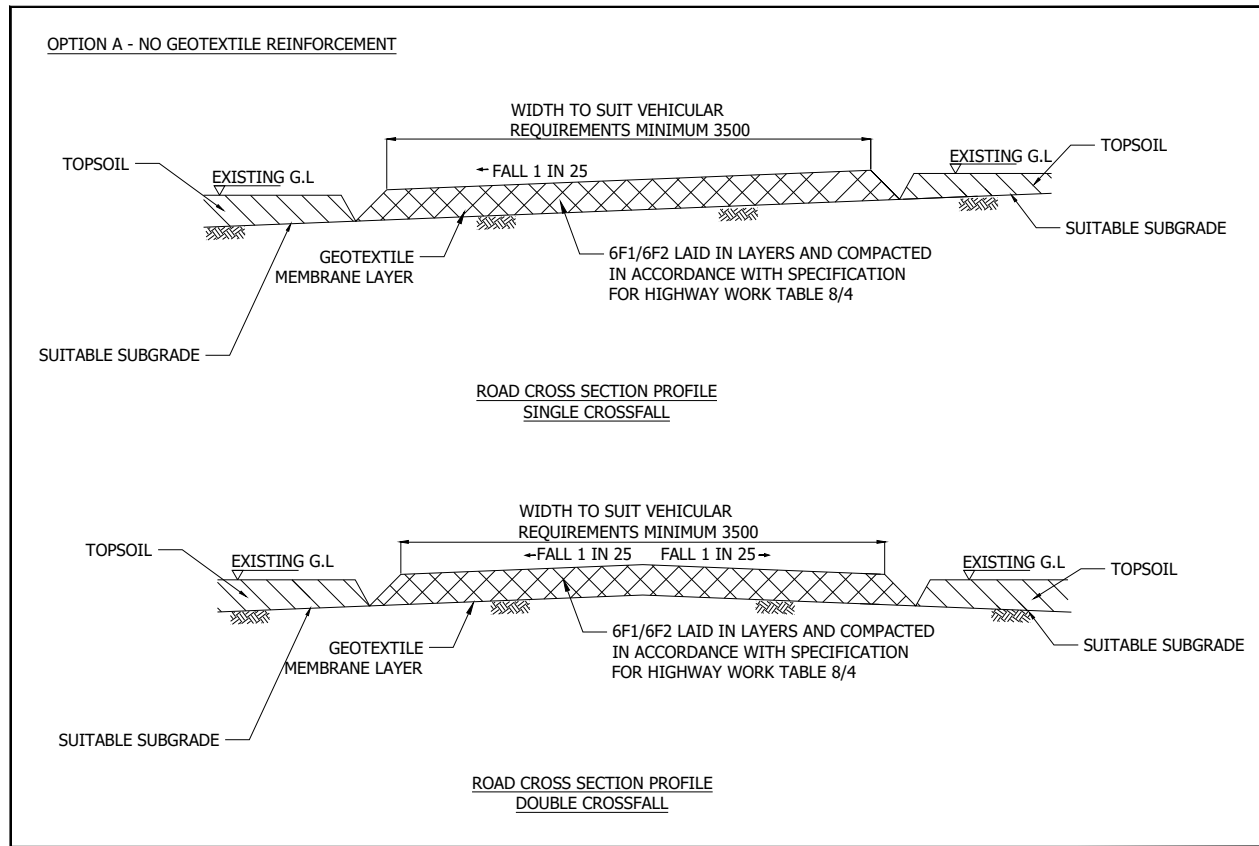 OPTION A - NO GEOTEXTILE REINFORCEMENT
WIDTH TO SUIT VEHICULAR
REQUIREMENTS MINIMUM 3500
TOPSOIL
EXISTING G.L
FALL 1 IN 25
EXISTING G.L
TOPSOIL
SUITABLE SUBGRADE
GEOTEXTILE
MEMBRANE LAYER
6F1/6F2 LAID IN LAYERS AND COMPACTED
IN ACCORDANCE WITH SPECIFICATION
FOR HIGHWAY WORK TABLE 8/4
SUITABLE SUBGRADE
ROAD CROSS SECTION PROFILE
SINGLE CROSSFALL
WIDTH TO SUIT VEHICULAR
REQUIREMENTS MINIMUM 3500
TOPSOIL
EXISTING G.L
FALL 1 IN 25
FALL 1 IN 25
EXISTING G.L
TOPSOIL
GEOTEXTILE
MEMBRANE LAYER
6F1/6F2 LAID IN LAYERS AND COMPACTED
IN ACCORDANCE WITH SPECIFICATION
FOR HIGHWAY WORK TABLE 8/4
SUITABLE SUBGRADE
SUITABLE SUBGRADE
ROAD CROSS SECTION PROFILE
DOUBLE CROSSFALL